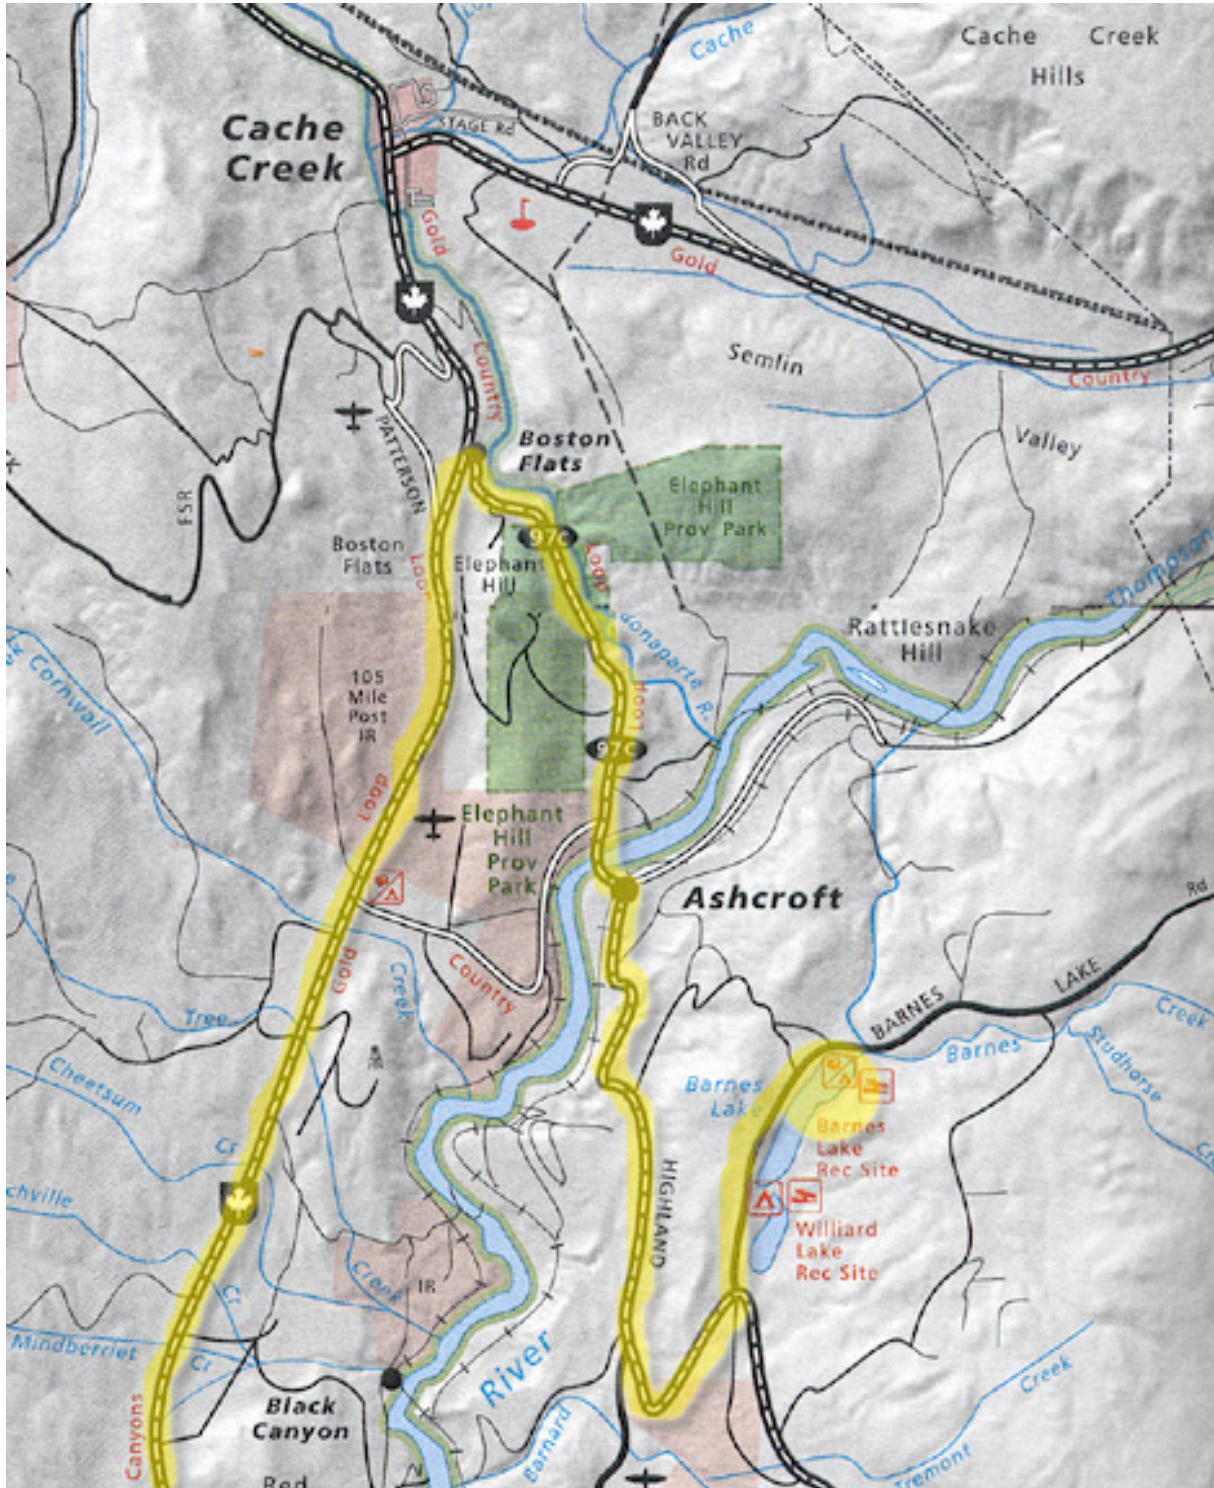 Cache
Cache Creek
Hills
Cache
Creek
STAGE Rd
BACK
VALLEY
Rd
Gold
Gold
Country
Semlin
Valley
Country
PATTERSON
Boston
Flats
FSR
Elephant
Hill
Prov Park
97C
Boston
Flats
Loop
Elephant
Hill
Loop
Thompson
Rattlesnake
Hill
Cornwall
105
Mile
Post
IR
Loop
97C
Loop
Elephant
Hill
Prov
Park
Ashcroft
Rd
Gold
Country
Creek
LAKE
BARNES
Creek
Tree
Barnes
Studhorse
Cheetsum
Cr
Barnes
Lake
Barnes
Lake
Rec Site
HIGHLAND
Williard
Lake
Rec Site
chville
Cr
Creek
IR
Mindberriet
Cr
River
Creek
Canyons
Black
Canyon
Barnard
Tremont
Red